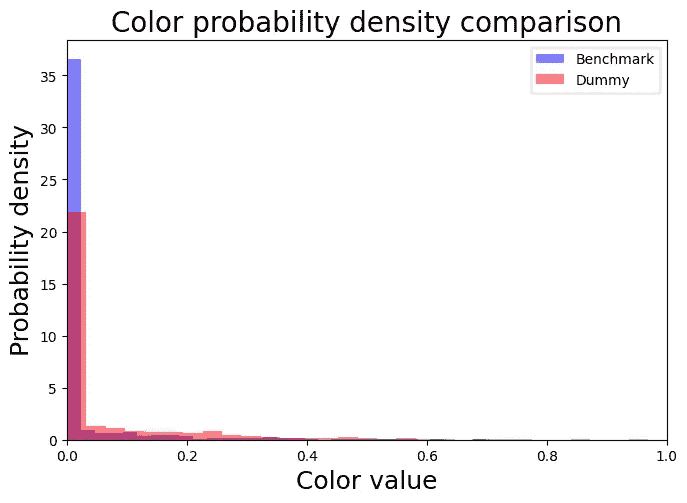 Color probability density comparison
Benchmark
Dummy
Probability density
35
30
25
20
15
10
5
0
0.0 0.2 0.4 0.6 0.8 1.0
Color value